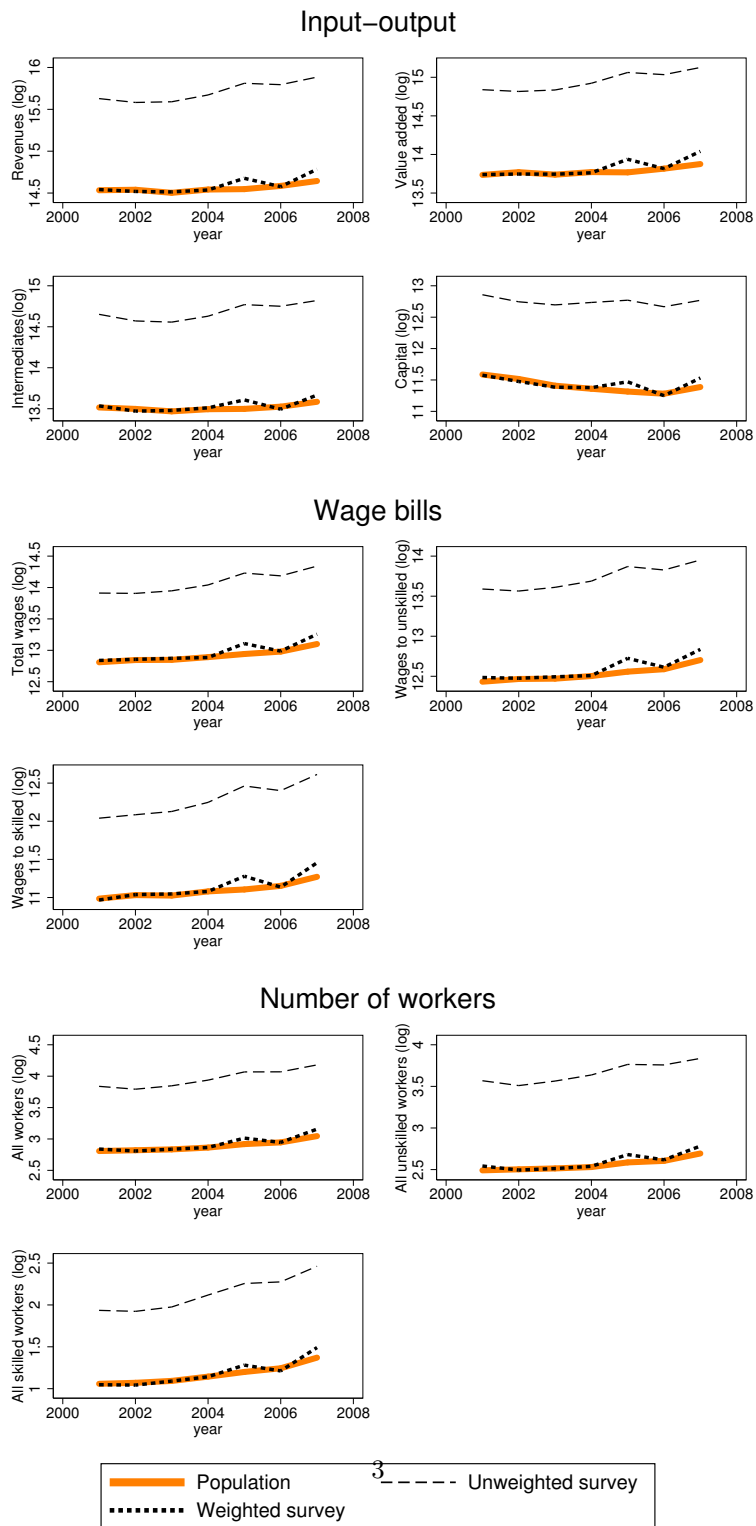 Input−output
Revenues (log)
14.5 15 15.5 16
2000 2002 2004 2006 2008
year
Value added (log)
13.5 14 14.5 15
2000 2002 2004 2006 2008
year
Intermediates(log)
13.5 14 14.5 15
2000 2002 2004 2006 2008
year
Capital (log)
11 11.5 12 12.5 13
2000 2002 2004 2006 2008
year
Wage bills
Total wages (log)
12.5 13 13.5 14 14.5
2000 2002 2004 2006 2008
year
Wages to unskilled (log)
12.5 13 13.5 14
2000 2002 2004 2006 2008
year
Wages to skilled (log)
11 11.5 12 12.5
2000 2002 2004 2006 2008
year
Number of workers
All workers (log)
2.5 3 3.5 4 4.5
2000 2002 2004 2006 2008
year
All unskilled workers (log)
2.5 3 3.5 4
2000 2002 2004 2006 2008
year
All skilled workers (log)
1 1.5 2 2.5
2000 2002 2004 2006 2008
year
3
Population Unweighted survey
Weighted survey